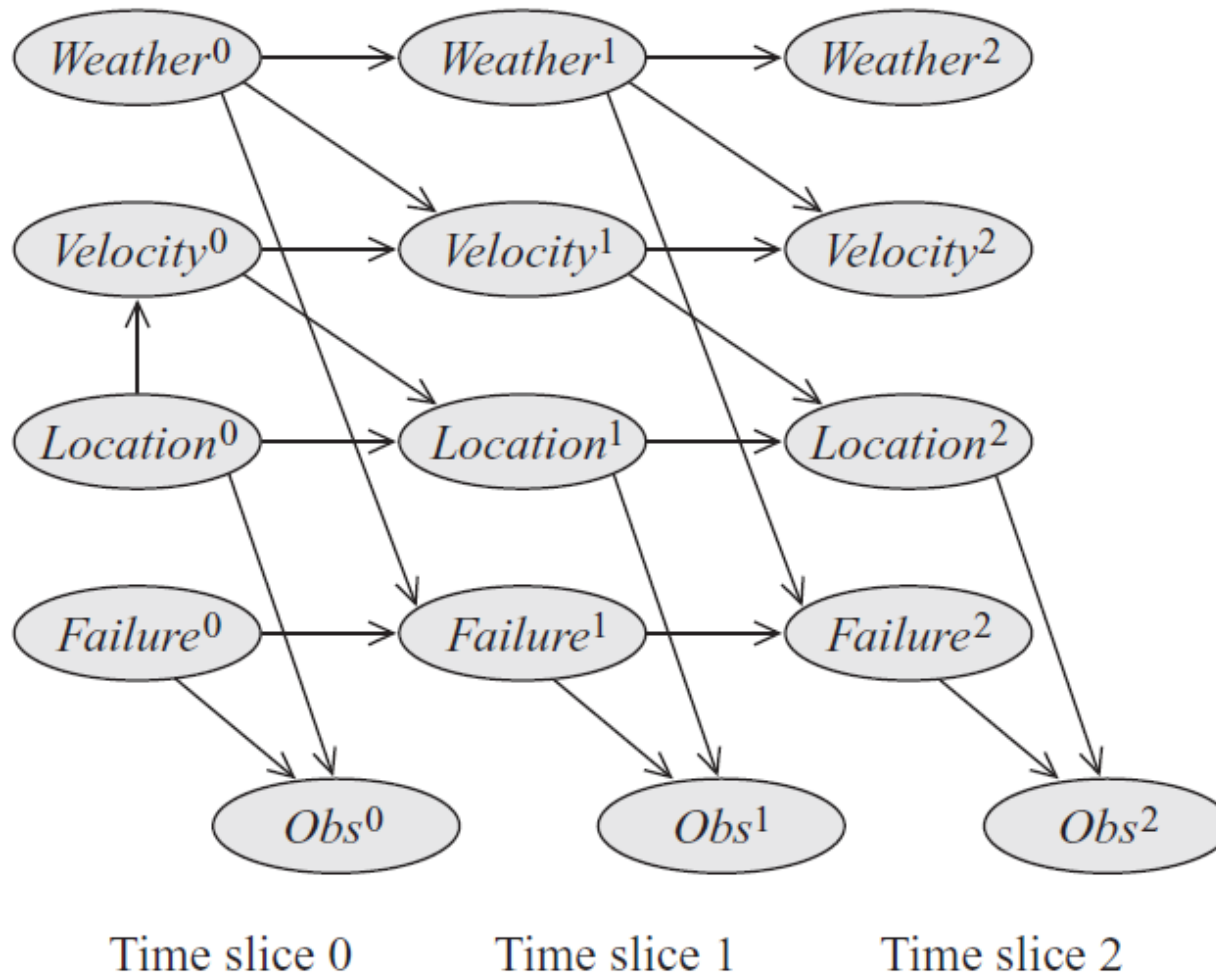 Weather⁰ Weather¹ Weather²
Velocity⁰ Velocity¹ Velocity²
Location⁰ Location¹ Location²
Failure⁰ Failure¹ Failure²
Obs⁰ Obs¹ Obs²
Time slice 0 Time slice 1 Time slice 2